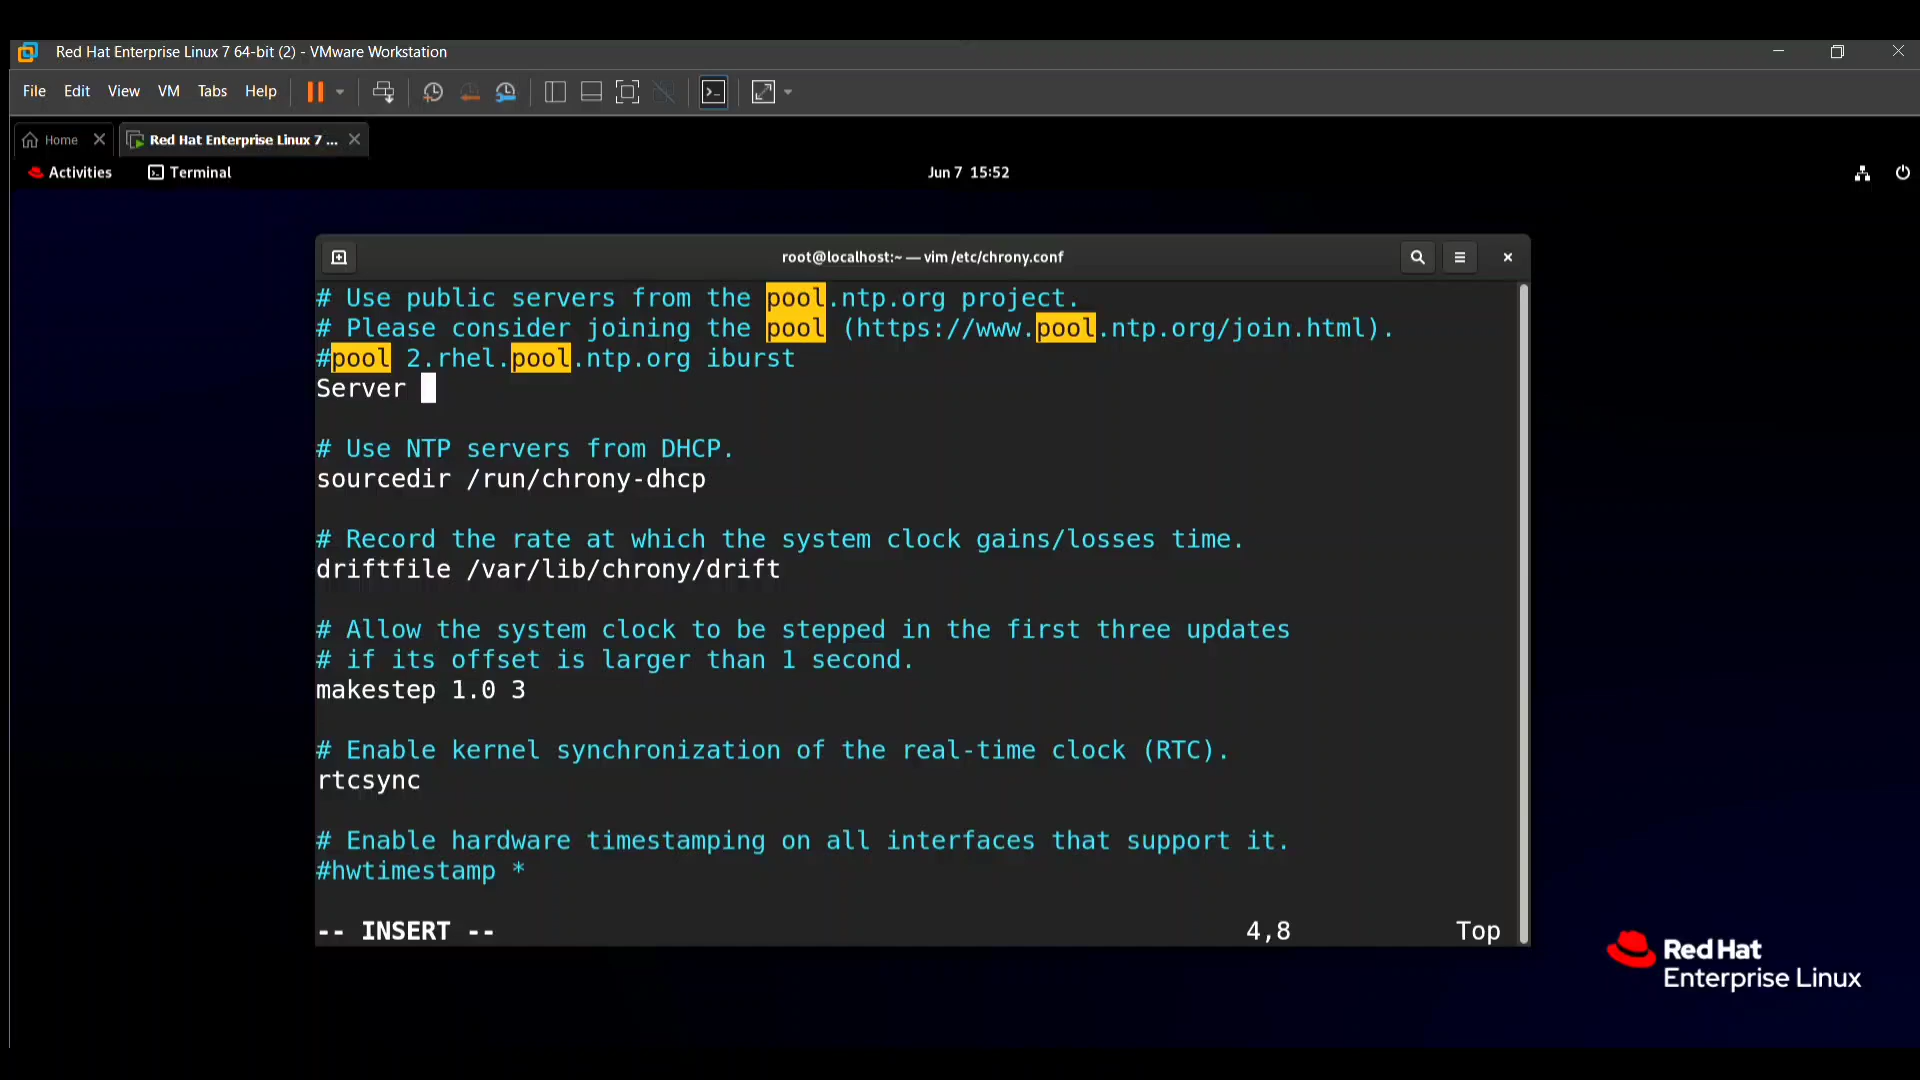 Red Hat Enterprise Linux 7 64-bit (2) - VMware Workstation
File Edit View VM Tabs Help
Home Red Hat Enterprise Linux 7 ...
Activities Terminal Jun 7 15:52
root@localhost:~ — vim /etc/chrony.conf
# Use public servers from the pool.ntp.org project.
# Please consider joining the pool (https://www.pool.ntp.org/join.html).
#pool 2.rhel.pool.ntp.org iburst
Server
# Use NTP servers from DHCP.
sourcedir /run/chrony-dhcp
# Record the rate at which the system clock gains/losses time.
driftfile /var/lib/chrony/drift
# Allow the system clock to be stepped in the first three updates
# if its offset is larger than 1 second.
makestep 1.0 3
# Enable kernel synchronization of the real-time clock (RTC).
rtcsync
# Enable hardware timestamping on all interfaces that support it.
#hwtimestamp *
-- INSERT -- 4,8 Top
Red Hat
Enterprise Linux